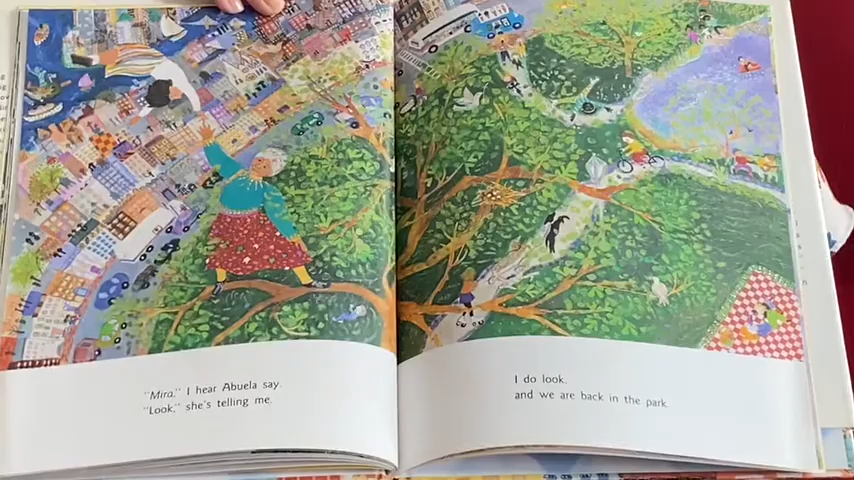 "Mira," I hear Abuela say.
"Look," she's telling me.
I do look.
and we are back in the park.